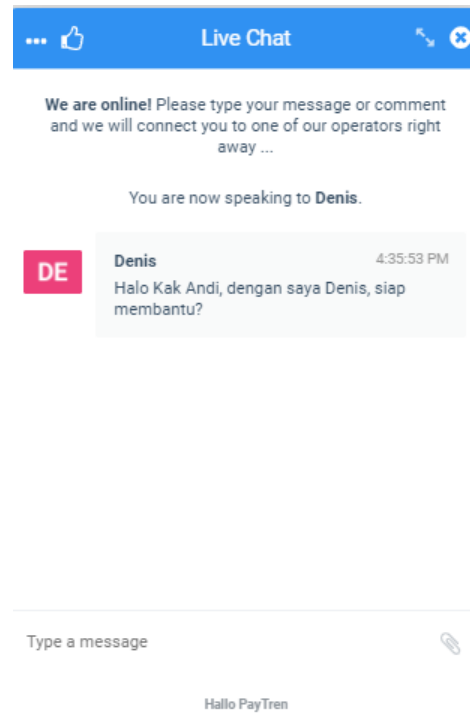 Live Chat
We are online! Please type your message or comment
and we will connect you to one of our operators right
away ...
You are now speaking to Denis.
DE
Denis
4:35:53 PM
Halo Kak Andi, dengan saya Denis, siap
membantu?
Type a message
Hallo PayTren